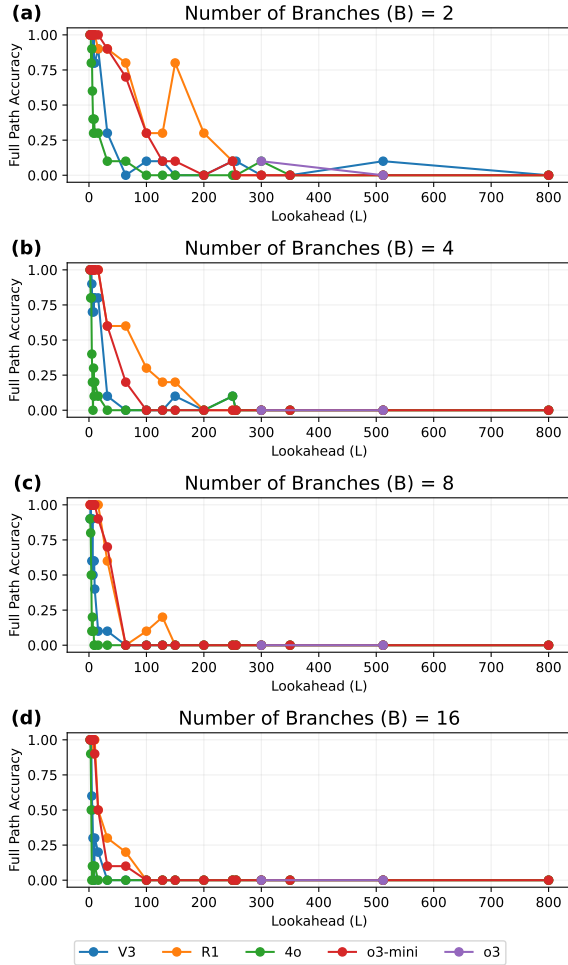 (a) Number of Branches (B) = 2
Full Path Accuracy
1.00
0.75
0.50
0.25
0.00
0 100 200 300 400 500 600 700 800
Lookahead (L)
(b) Number of Branches (B) = 4
Full Path Accuracy
1.00
0.75
0.50
0.25
0.00
0 100 200 300 400 500 600 700 800
Lookahead (L)
(c) Number of Branches (B) = 8
Full Path Accuracy
1.00
0.75
0.50
0.25
0.00
0 100 200 300 400 500 600 700 800
Lookahead (L)
(d) Number of Branches (B) = 16
Full Path Accuracy
1.00
0.75
0.50
0.25
0.00
0 100 200 300 400 500 600 700 800
Lookahead (L)
V3 R1 4o o3-mini o3